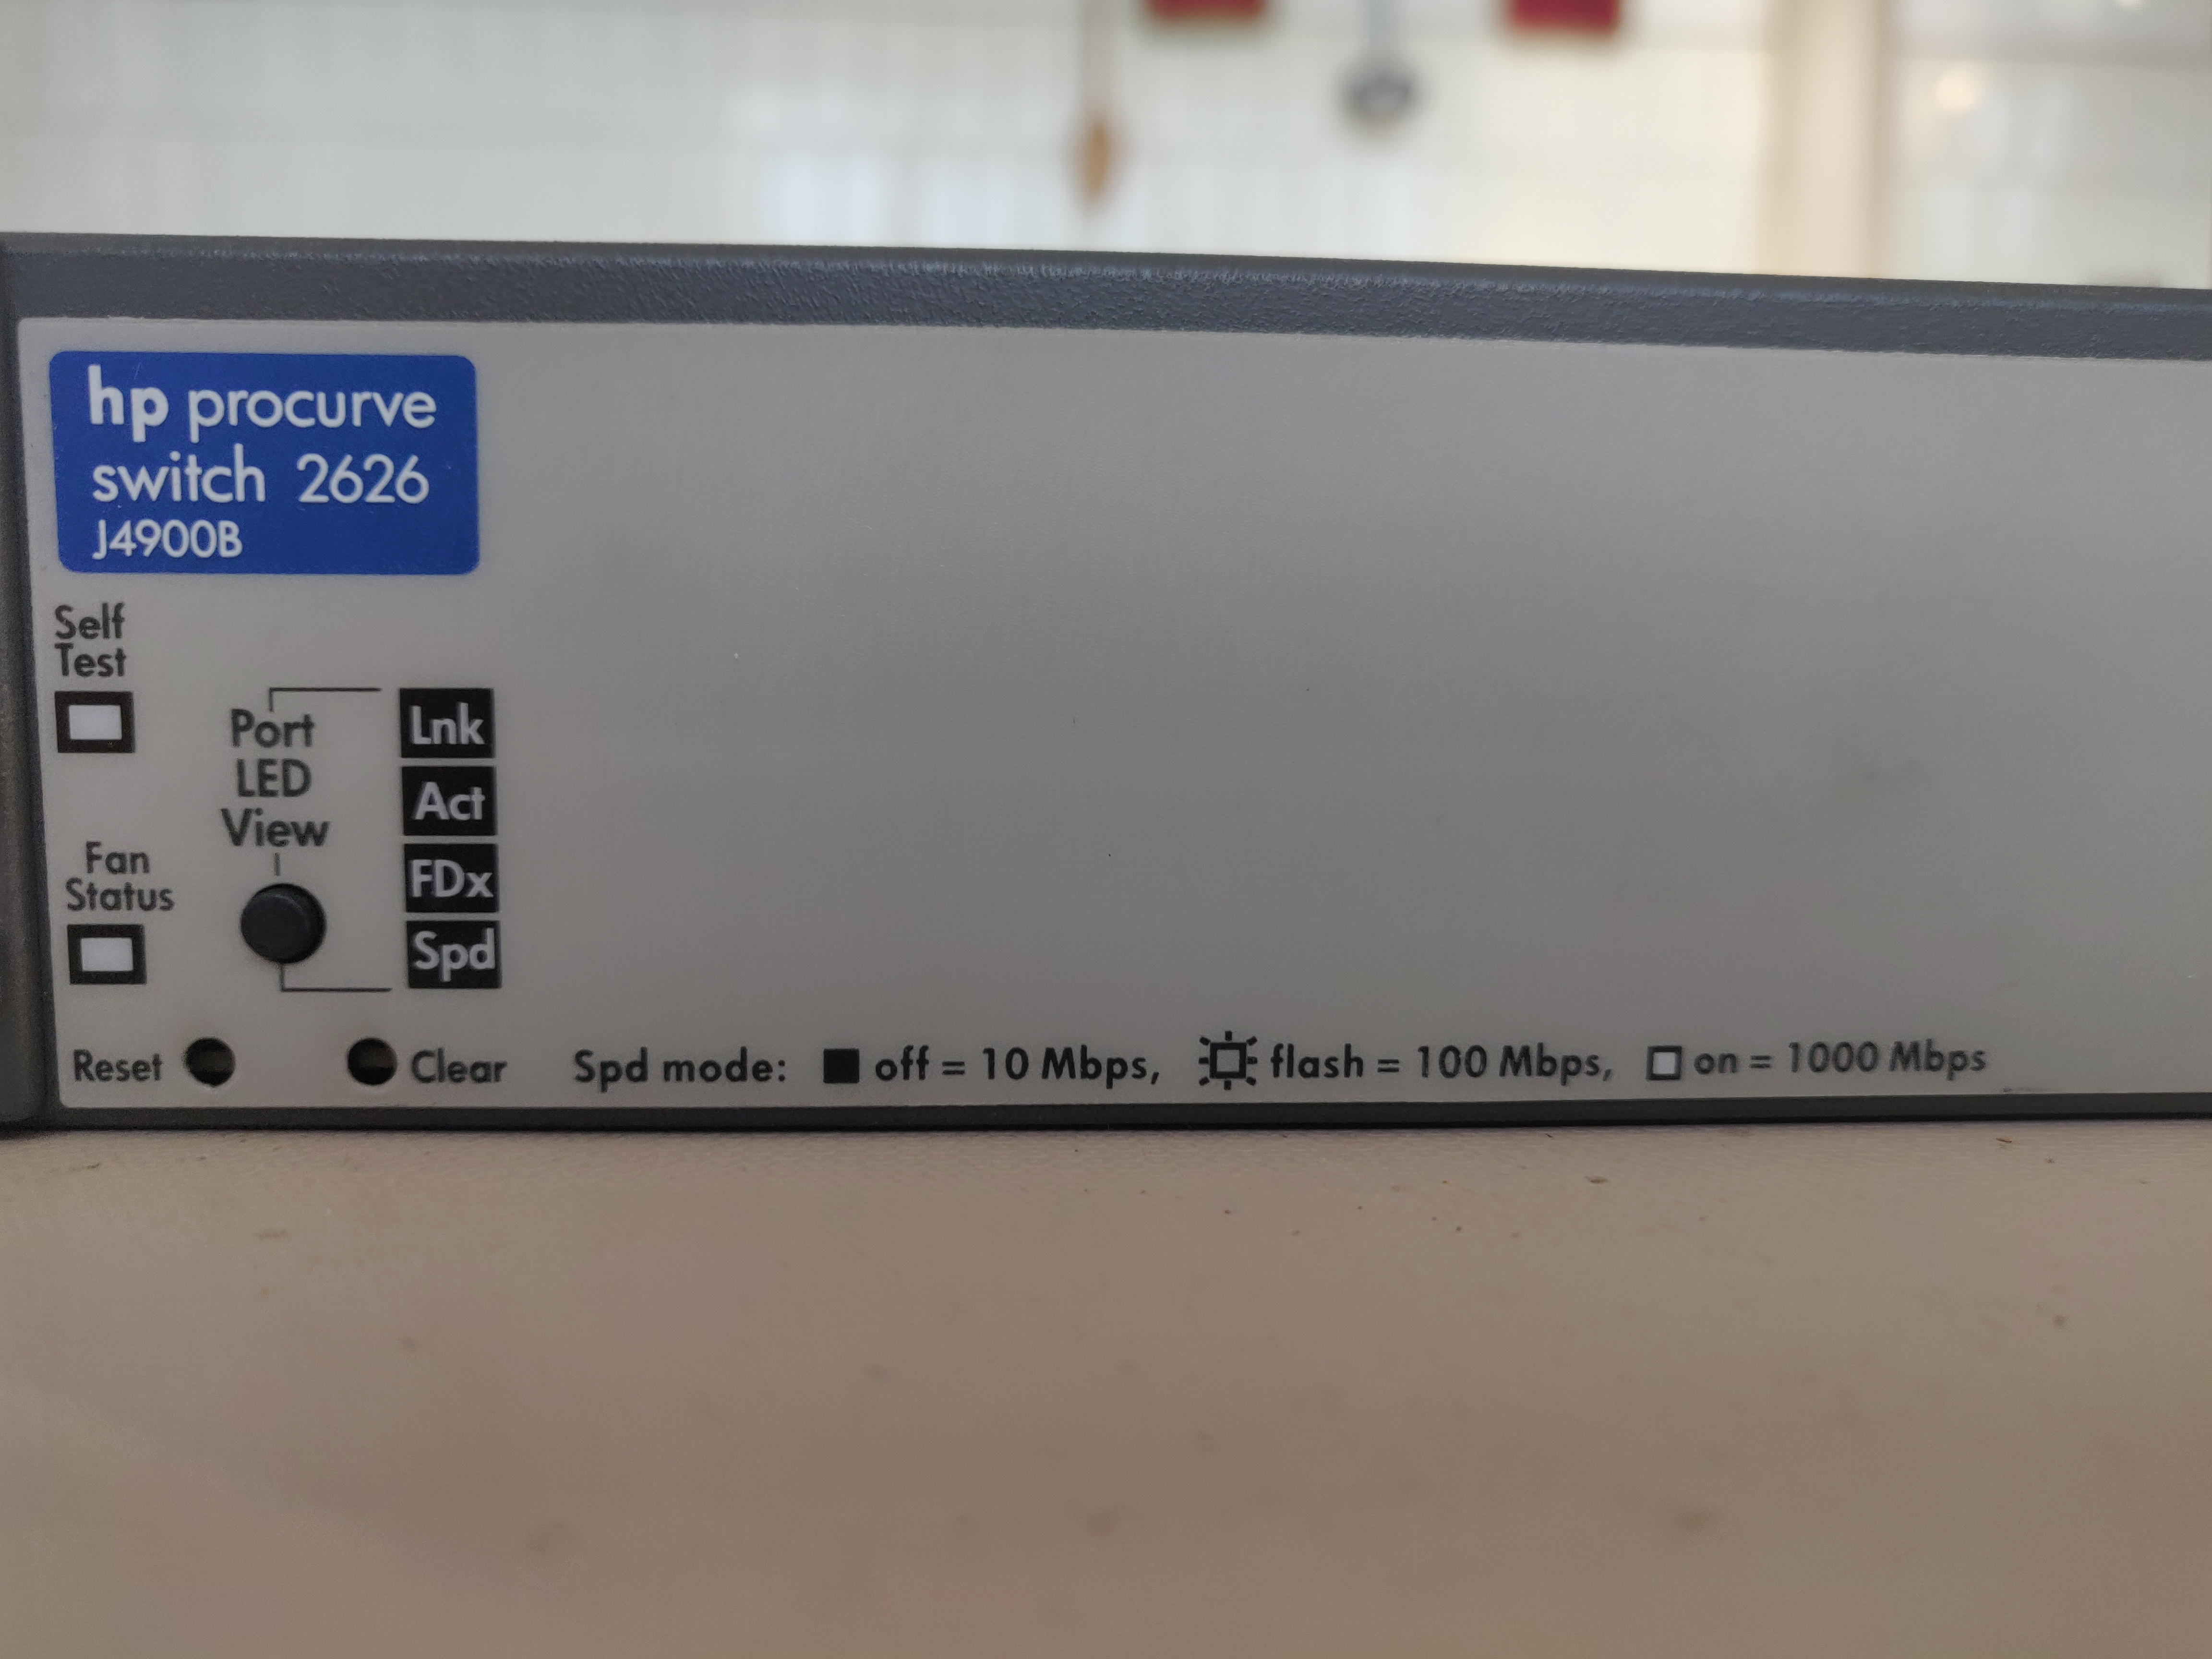 hp procurve
switch 2626
J4900B
Self
Test
Port
LED
View
Lnk
Act
FDx
Spd
Fan
Status
Reset
Clear
Spd mode: off = 10 Mbps, flash = 100 Mbps, on = 1000 Mbps